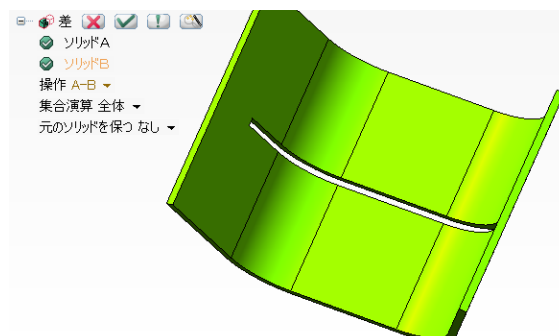 差
ソリッドA
ソリッドB
操作 A-B
集合演算 全体
元のソリッドを保つ なし